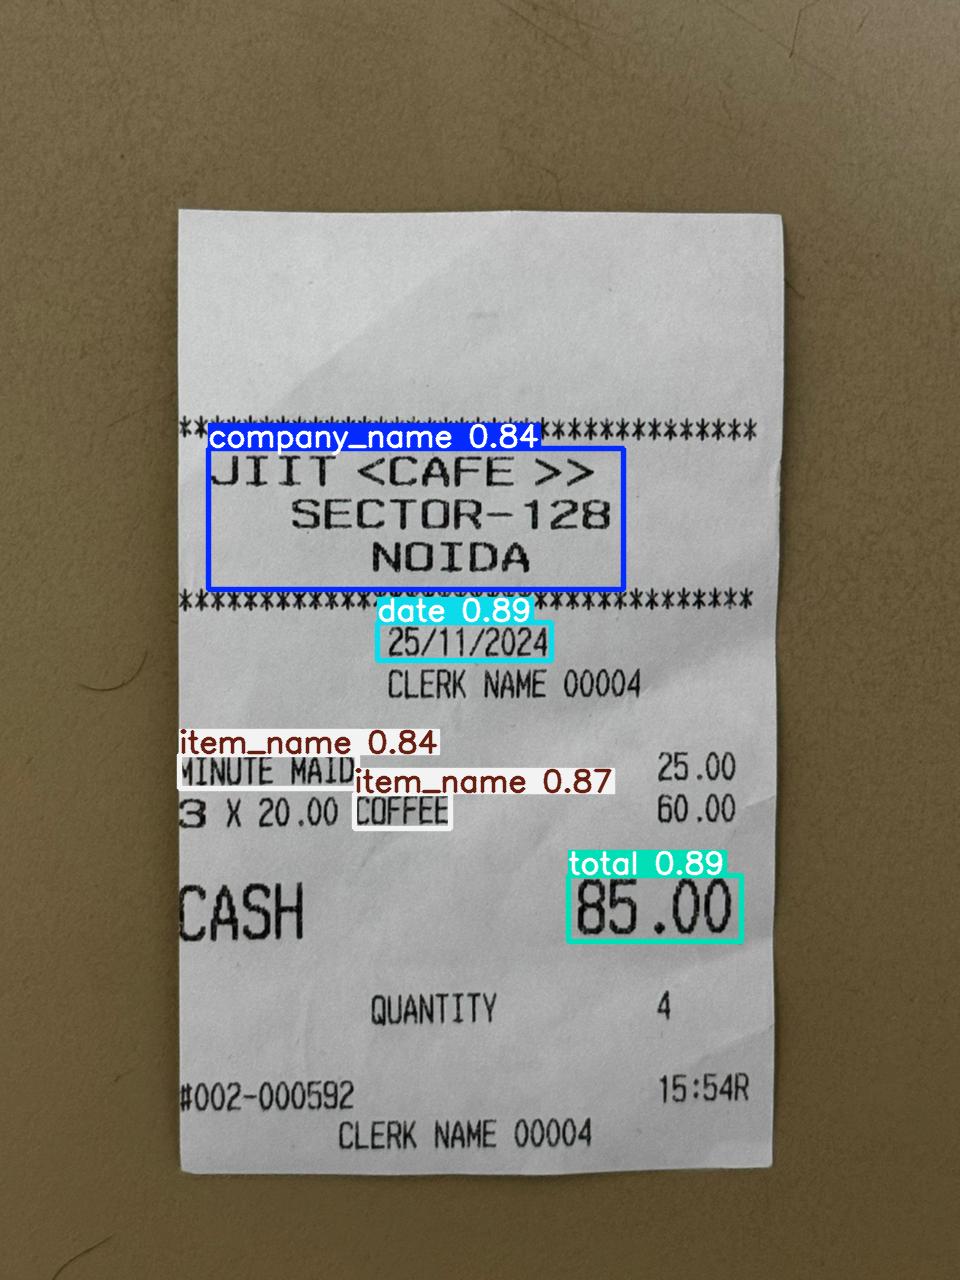 company_name 0.84
JIIT <CAFE >>
SECTOR-128
NOIDA
date 0.89
25/11/2024
CLERK NAME 00004
item_name 0.84
MINUTE MAID 25.00
item_name 0.87
3 X 20.00 COFFEE 60.00
total 0.89
CASH 85.00
QUANTITY 4
#002-000592 15:54R
CLERK NAME 00004